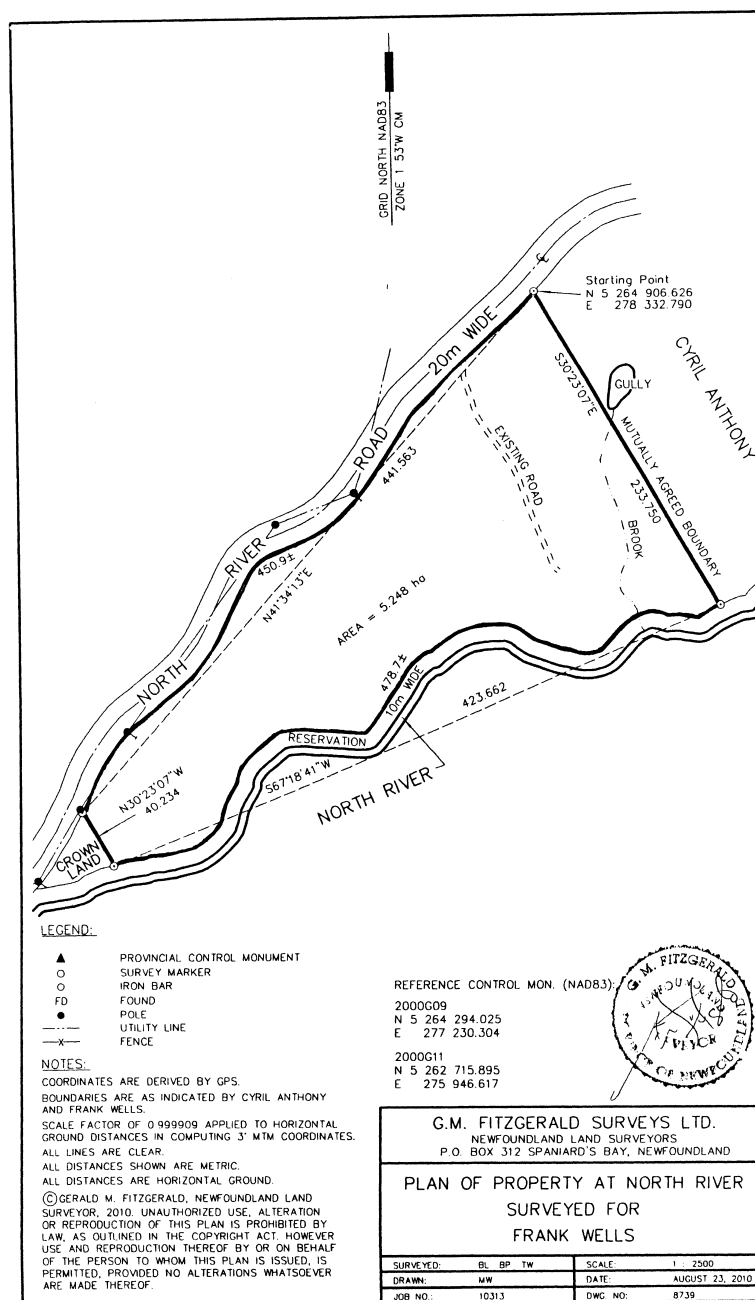 GRID NORTH NAD83
ZONE 1 53°W CM
Starting Point
N 5 264 906.626
E 278 332.790
℄
20m WIDE
S30°23'07"E
GULLY
CYRIL ANTHONY
MUTUALLY AGREED BOUNDARY
233.750
EXISTING ROAD
BROOK
ROAD
441.563
RIVER
450.9±
N41°34'13"E
AREA = 5.248 ha
NORTH
478.7±
10m WIDE
423.662
RESERVATION
S67°18'41"W
NORTH RIVER
N30°23'07"W
40.234
CROWN
LAND
LEGEND:
PROVINCIAL CONTROL MONUMENT
SURVEY MARKER
IRON BAR
FD FOUND
POLE
UTILITY LINE
x FENCE
NOTES:
COORDINATES ARE DERIVED BY GPS.
BOUNDARIES ARE AS INDICATED BY CYRIL ANTHONY
AND FRANK WELLS.
SCALE FACTOR OF 0 999909 APPLIED TO HORIZONTAL
GROUND DISTANCES IN COMPUTING 3° MTM COORDINATES.
ALL LINES ARE CLEAR.
ALL DISTANCES SHOWN ARE METRIC.
ALL DISTANCES ARE HORIZONTAL GROUND.
© GERALD M. FITZGERALD, NEWFOUNDLAND LAND
SURVEYOR, 2010. UNAUTHORIZED USE, ALTERATION
OR REPRODUCTION OF THIS PLAN IS PROHIBITED BY
LAW, AS OUTLINED IN THE COPYRIGHT ACT. HOWEVER
USE AND REPRODUCTION THEREOF BY OR ON BEHALF
OF THE PERSON TO WHOM THIS PLAN IS ISSUED, IS
PERMITTED, PROVIDED NO ALTERATIONS WHATSOEVER
ARE MADE THEREOF.
REFERENCE CONTROL MON. (NAD83):
2000G09
N 5 264 294.025
E 277 230.304
2000G11
N 5 262 715.895
E 275 946.617
G. M. FITZGERALD
G.M. FITZGERALD SURVEYS LTD.
NEWFOUNDLAND LAND SURVEYORS
P.O. BOX 312 SPANIARD'S BAY, NEWFOUNDLAND
PLAN OF PROPERTY AT NORTH RIVER
SURVEYED FOR
FRANK WELLS
SURVEYED: BL BP TW SCALE: 1 : 2500
DRAWN: MW DATE: AUGUST 23, 2010
JOB NO.: 10313 DWG NO: 8739